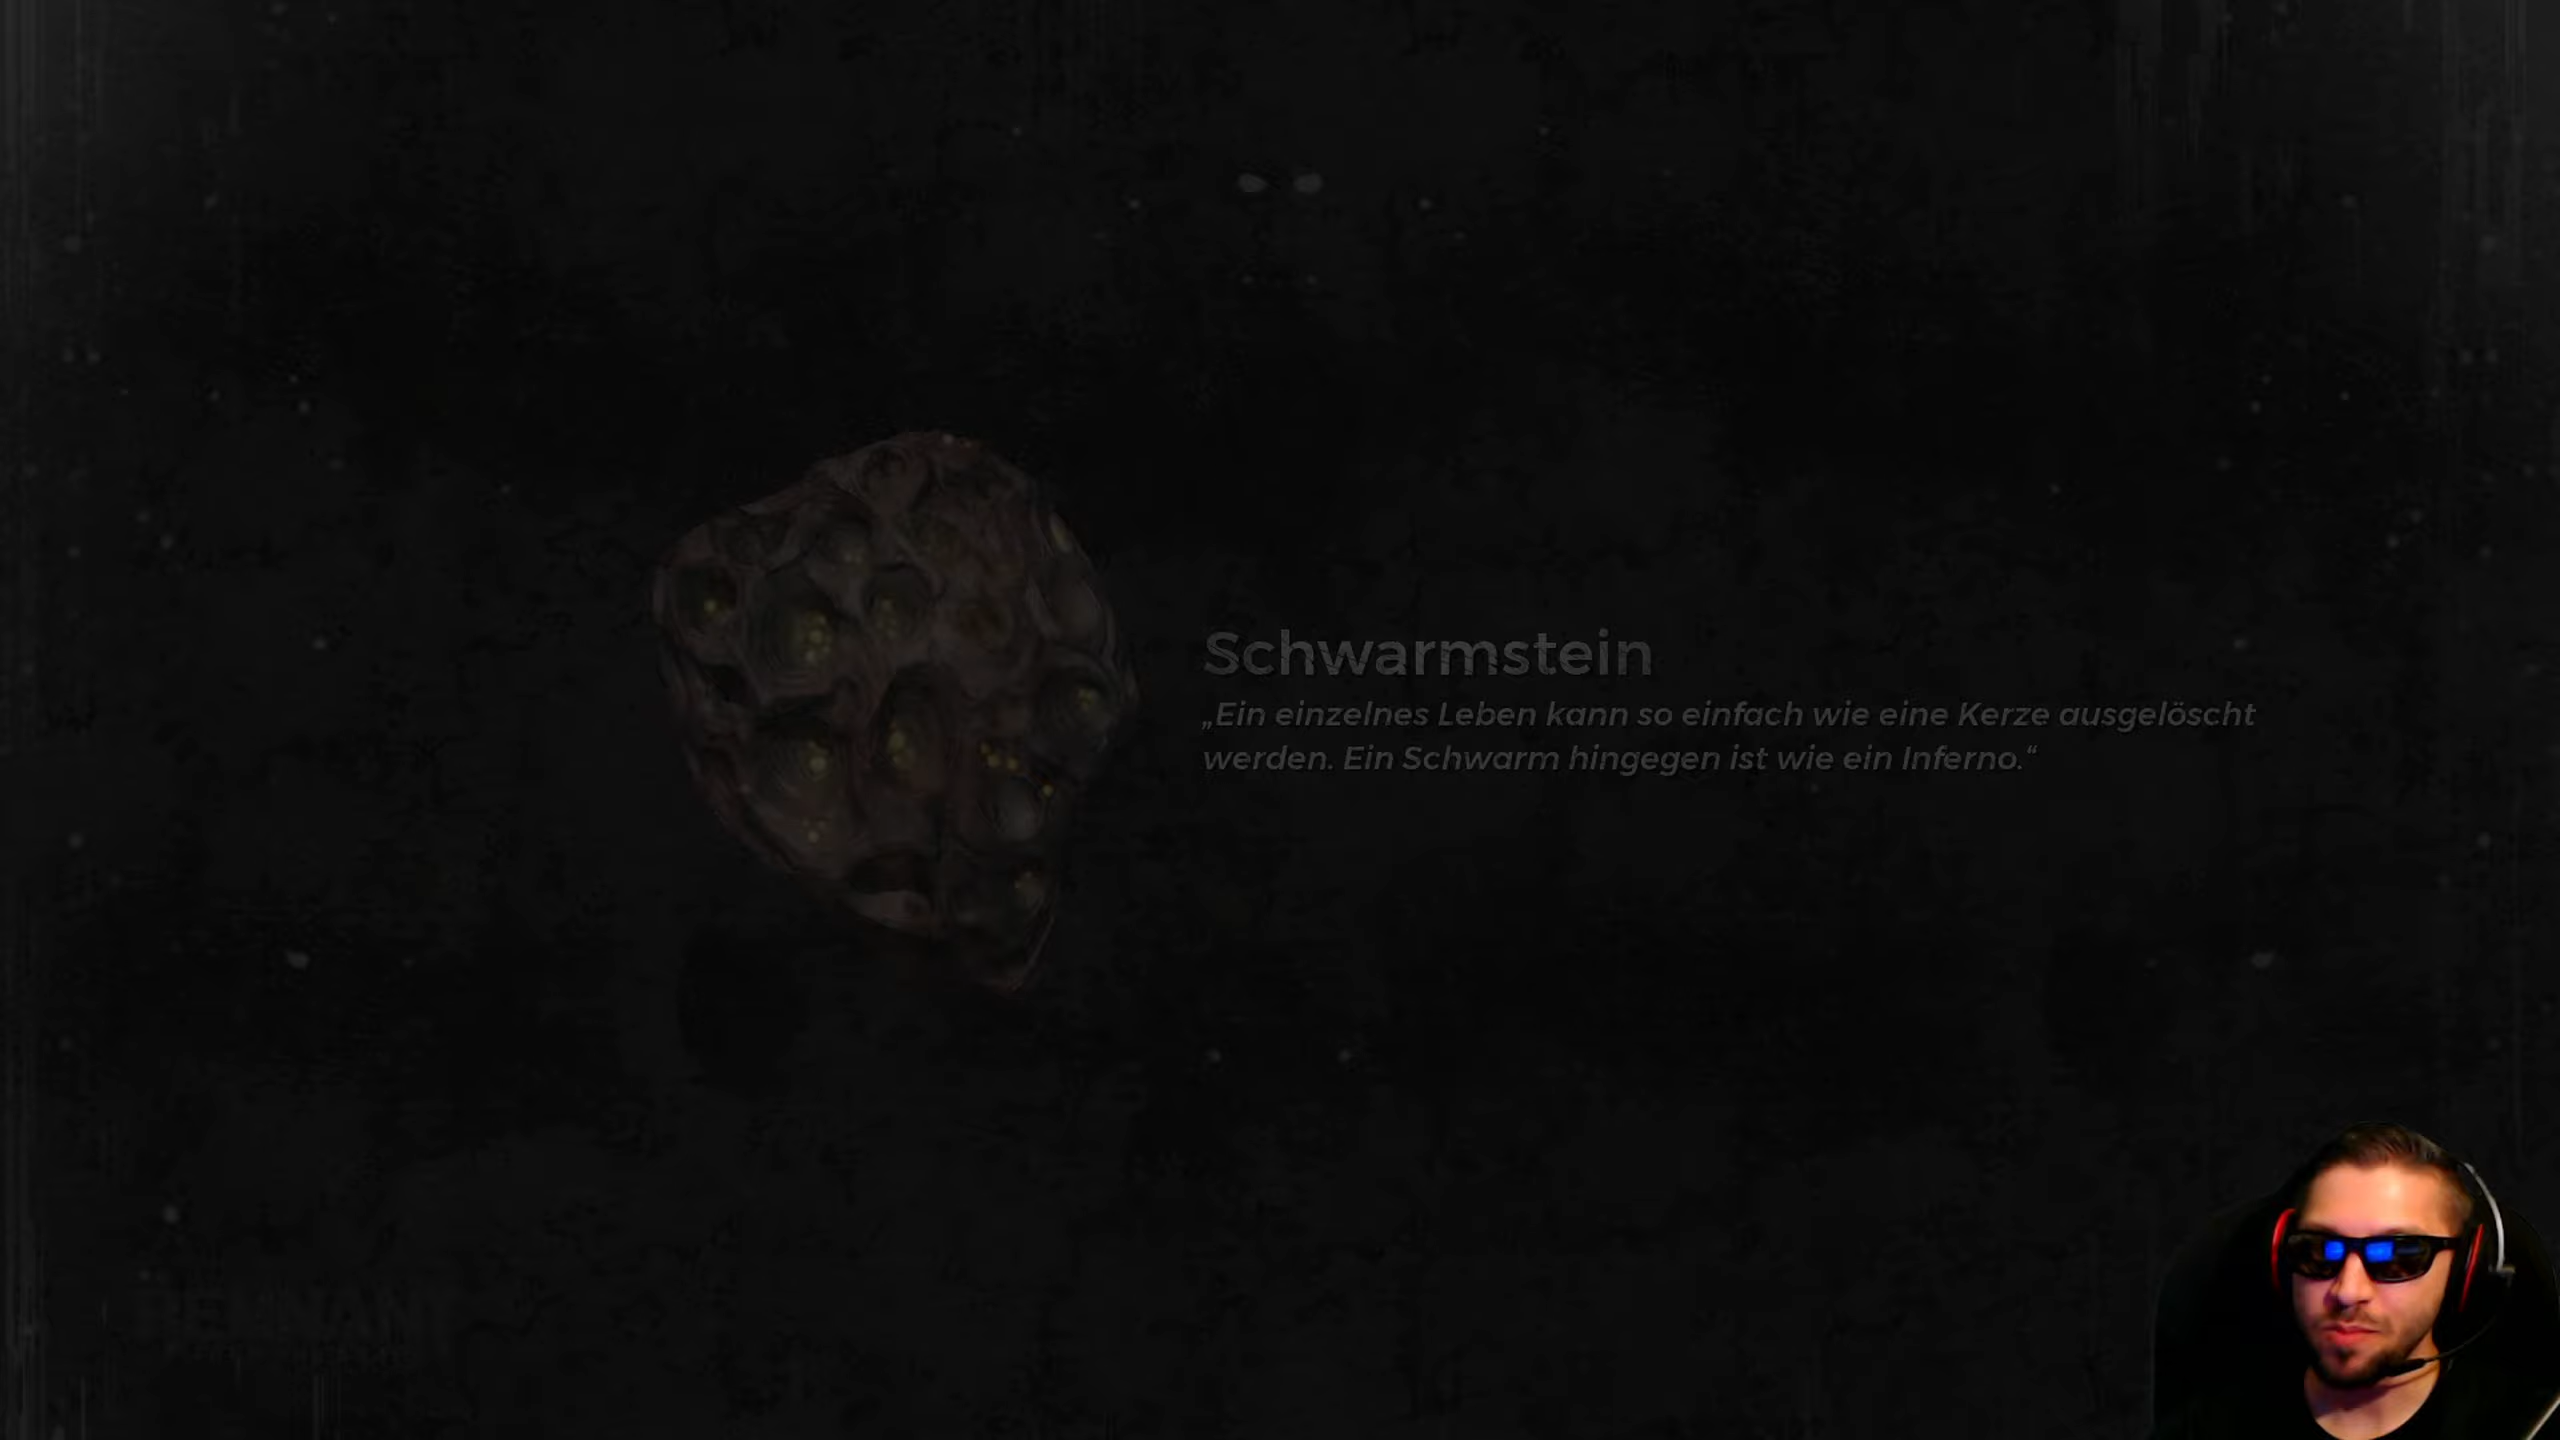 Schwarmstein
„Ein einzelnes Leben kann so einfach wie eine Kerze ausgelöscht
werden. Ein Schwarm hingegen ist wie ein Inferno.“